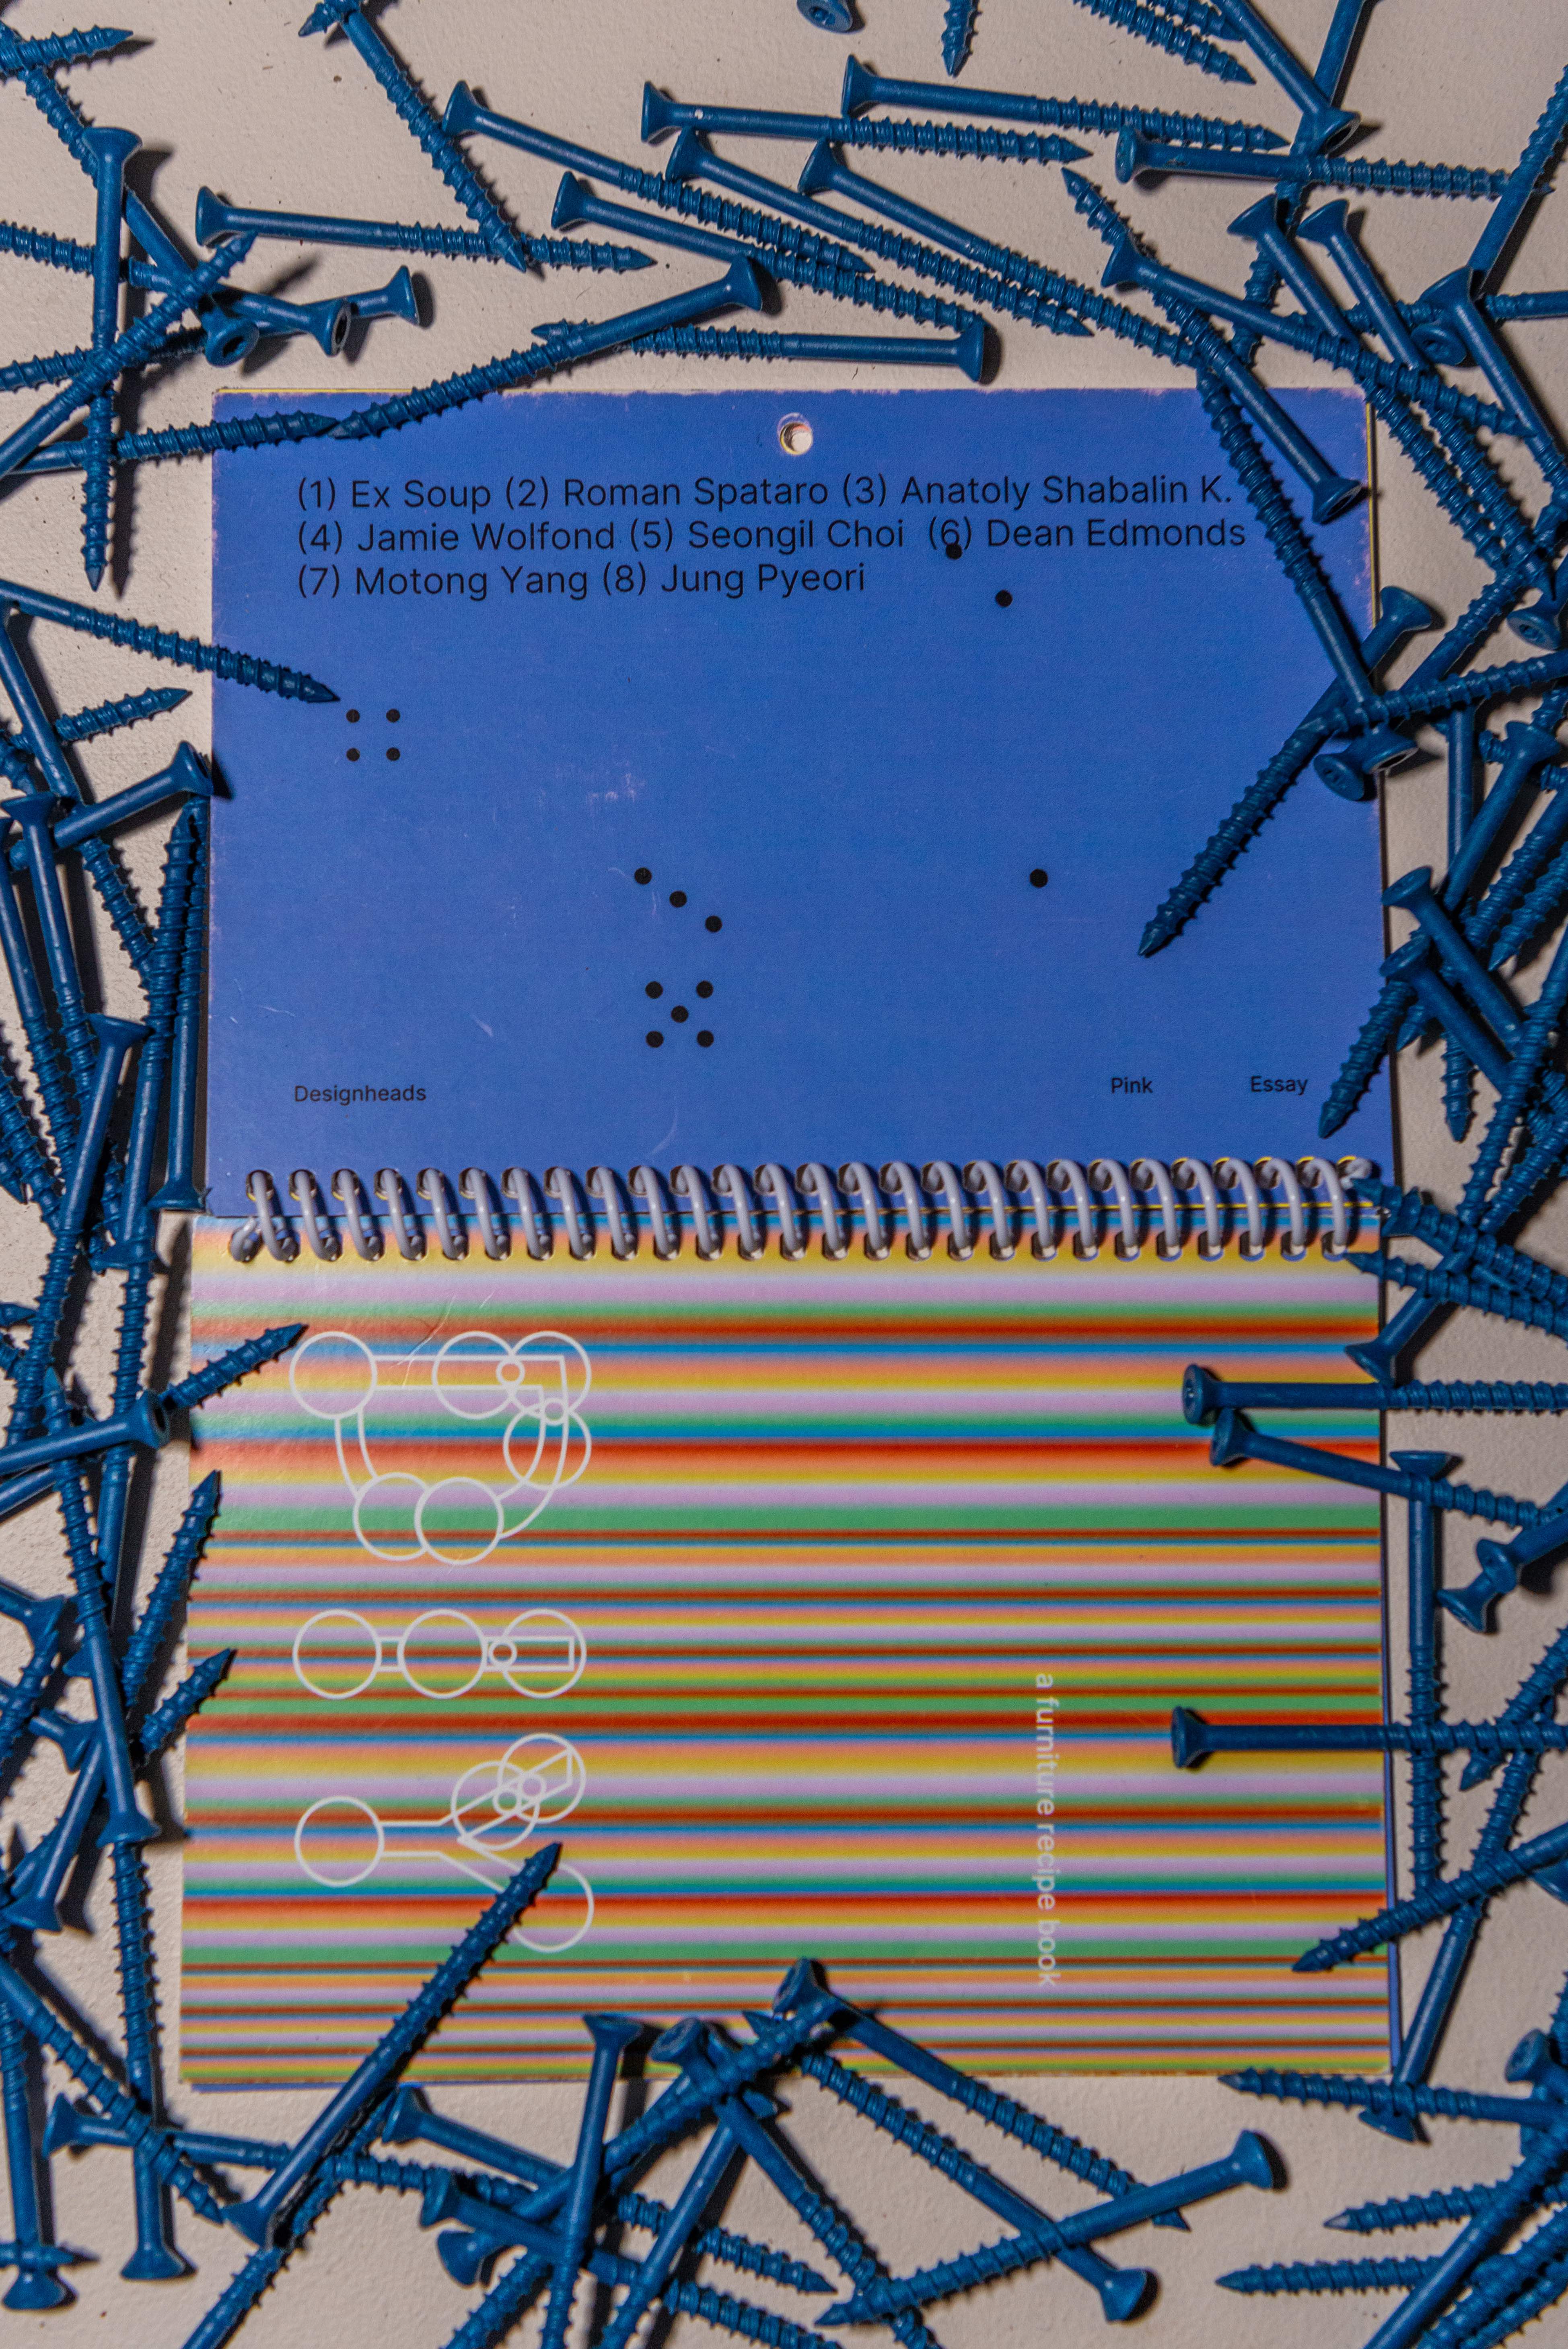 (1) Ex Soup (2) Roman Spataro (3) Anatoly Shabalin K.
(4) Jamie Wolfond (5) Seongil Choi (6) Dean Edmonds
(7) Motong Yang (8) Jung Pyeori
Designheads
Pink
Essay
a furniture recipe book